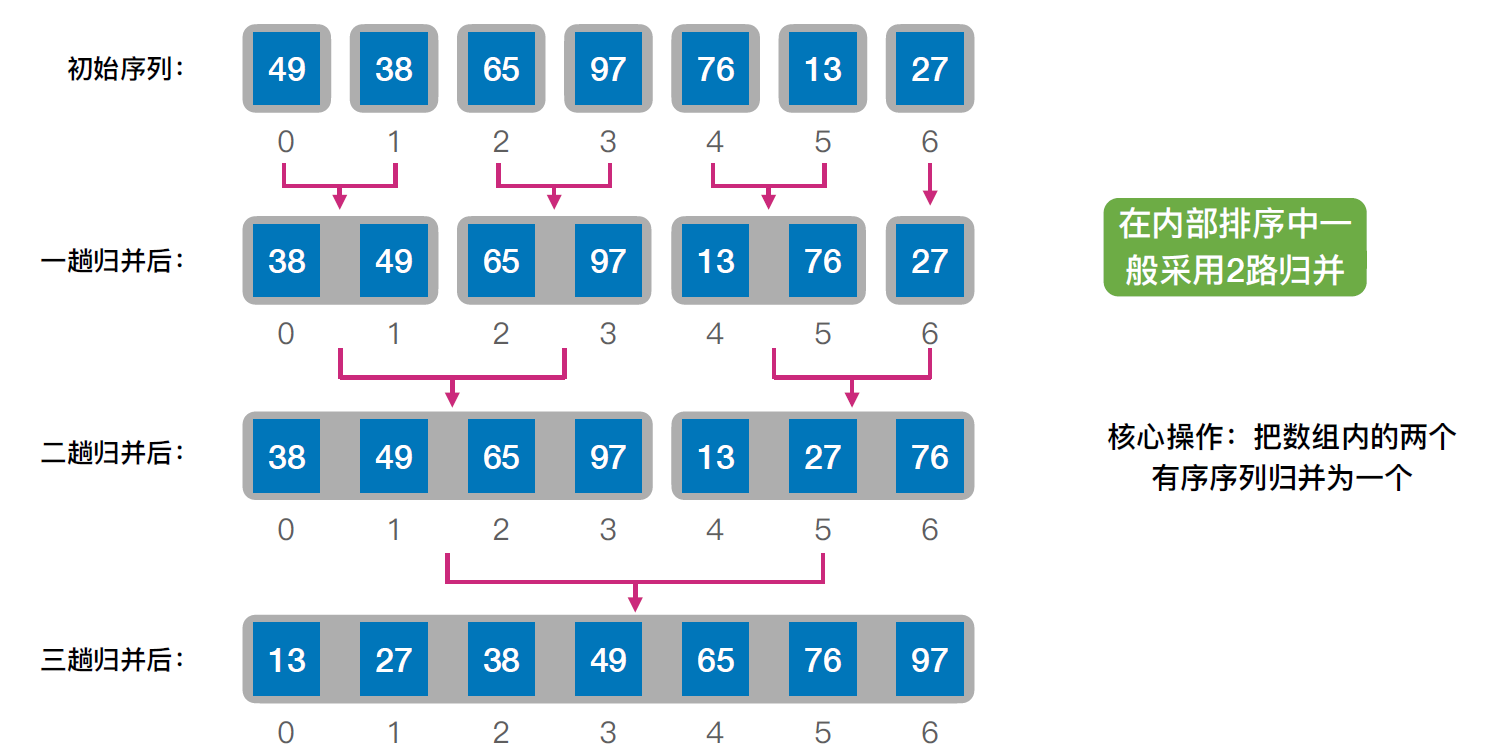 初始序列：
49 38 65 97 76 13 27
0 1 2 3 4 5 6
一趟归并后：
38 49 65 97 13 76 27
0 1 2 3 4 5 6
在内部排序中一
般采用2路归并
二趟归并后：
38 49 65 97 13 27 76
0 1 2 3 4 5 6
核心操作：把数组内的两个
有序序列归并为一个
三趟归并后：
13 27 38 49 65 76 97
0 1 2 3 4 5 6